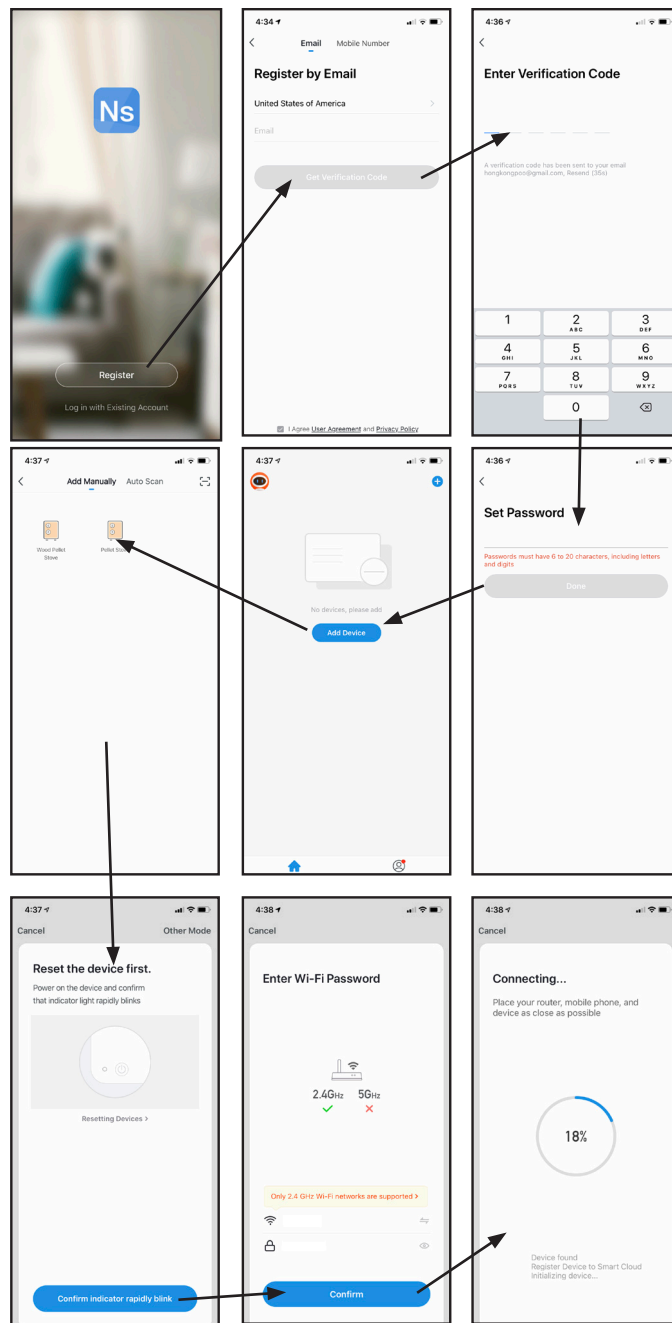 Ns
Register
Log in with Existing Account
4:34
Email Mobile Number
Register by Email
United States of America
Email
Get Verification Code
I Agree User Agreement and Privacy Policy
4:36
Enter Verification Code
A verification code has been sent to your email
hongkongpoo@gmail.com, Resend (35s)
1 2 3
ABC DEF
4 5 6
GHI JKL MNO
7 8 9
PQRS TUV WXYZ
0
4:37
Add Manually Auto Scan
Wood Pellet
Stove
Pellet Stove
4:37
No devices, please add
Add Device
4:36
Set Password
Passwords must have 6 to 20 characters, including letters
and digits
Done
4:37
Cancel Other Mode
Reset the device first.
Power on the device and confirm
that indicator light rapidly blinks
Resetting Devices >
Confirm indicator rapidly blink
4:38
Cancel
Enter Wi-Fi Password
2.4GHz 5GHz
Only 2.4 GHz Wi-Fi networks are supported >
Confirm
4:38
Cancel
Connecting...
Place your router, mobile phone, and
device as close as possible
18%
Device found
Register Device to Smart Cloud
Initializing device...